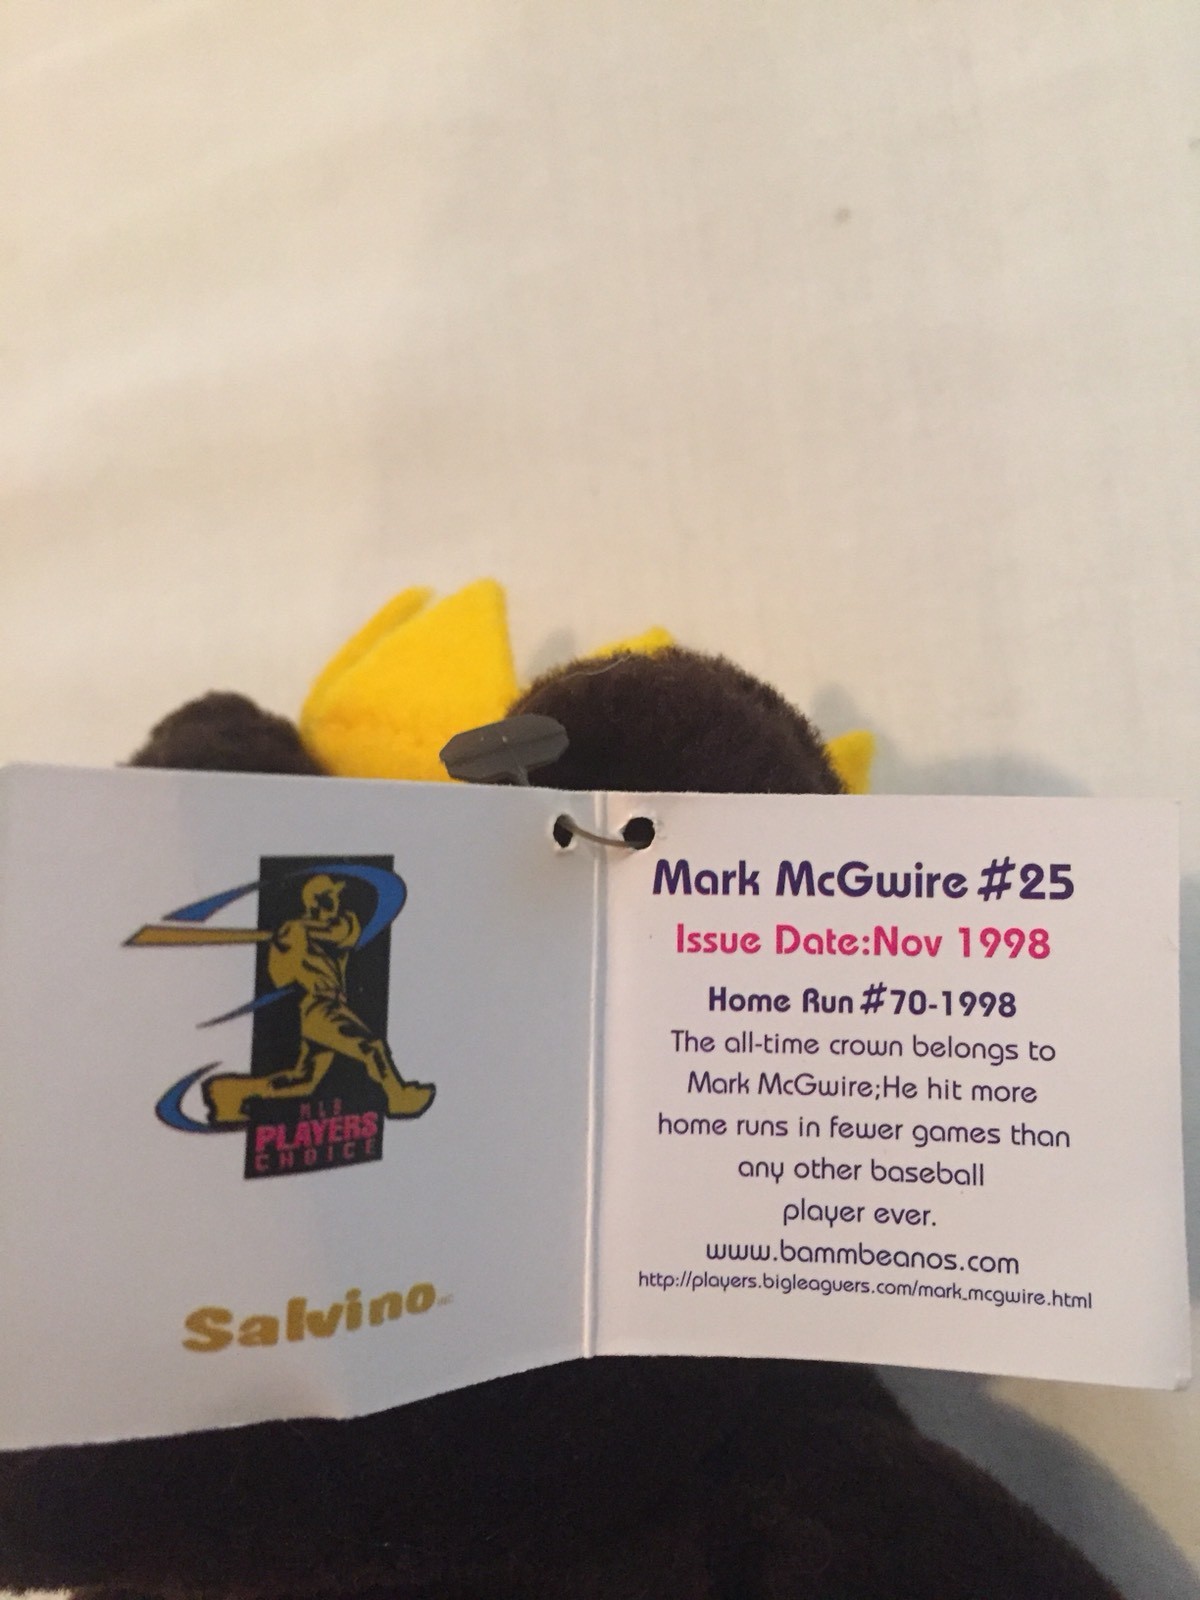 MLB
PLAYERS
CHOICE
Salvino
Mark McGwire #25
Issue Date:Nov 1998
Home Run #70-1998
The all-time crown belongs to
Mark McGwire;He hit more
home runs in fewer games than
any other baseball
player ever.
www.bammbeanos.com
http://players.bigleaguers.com/mark_mcgwire.html